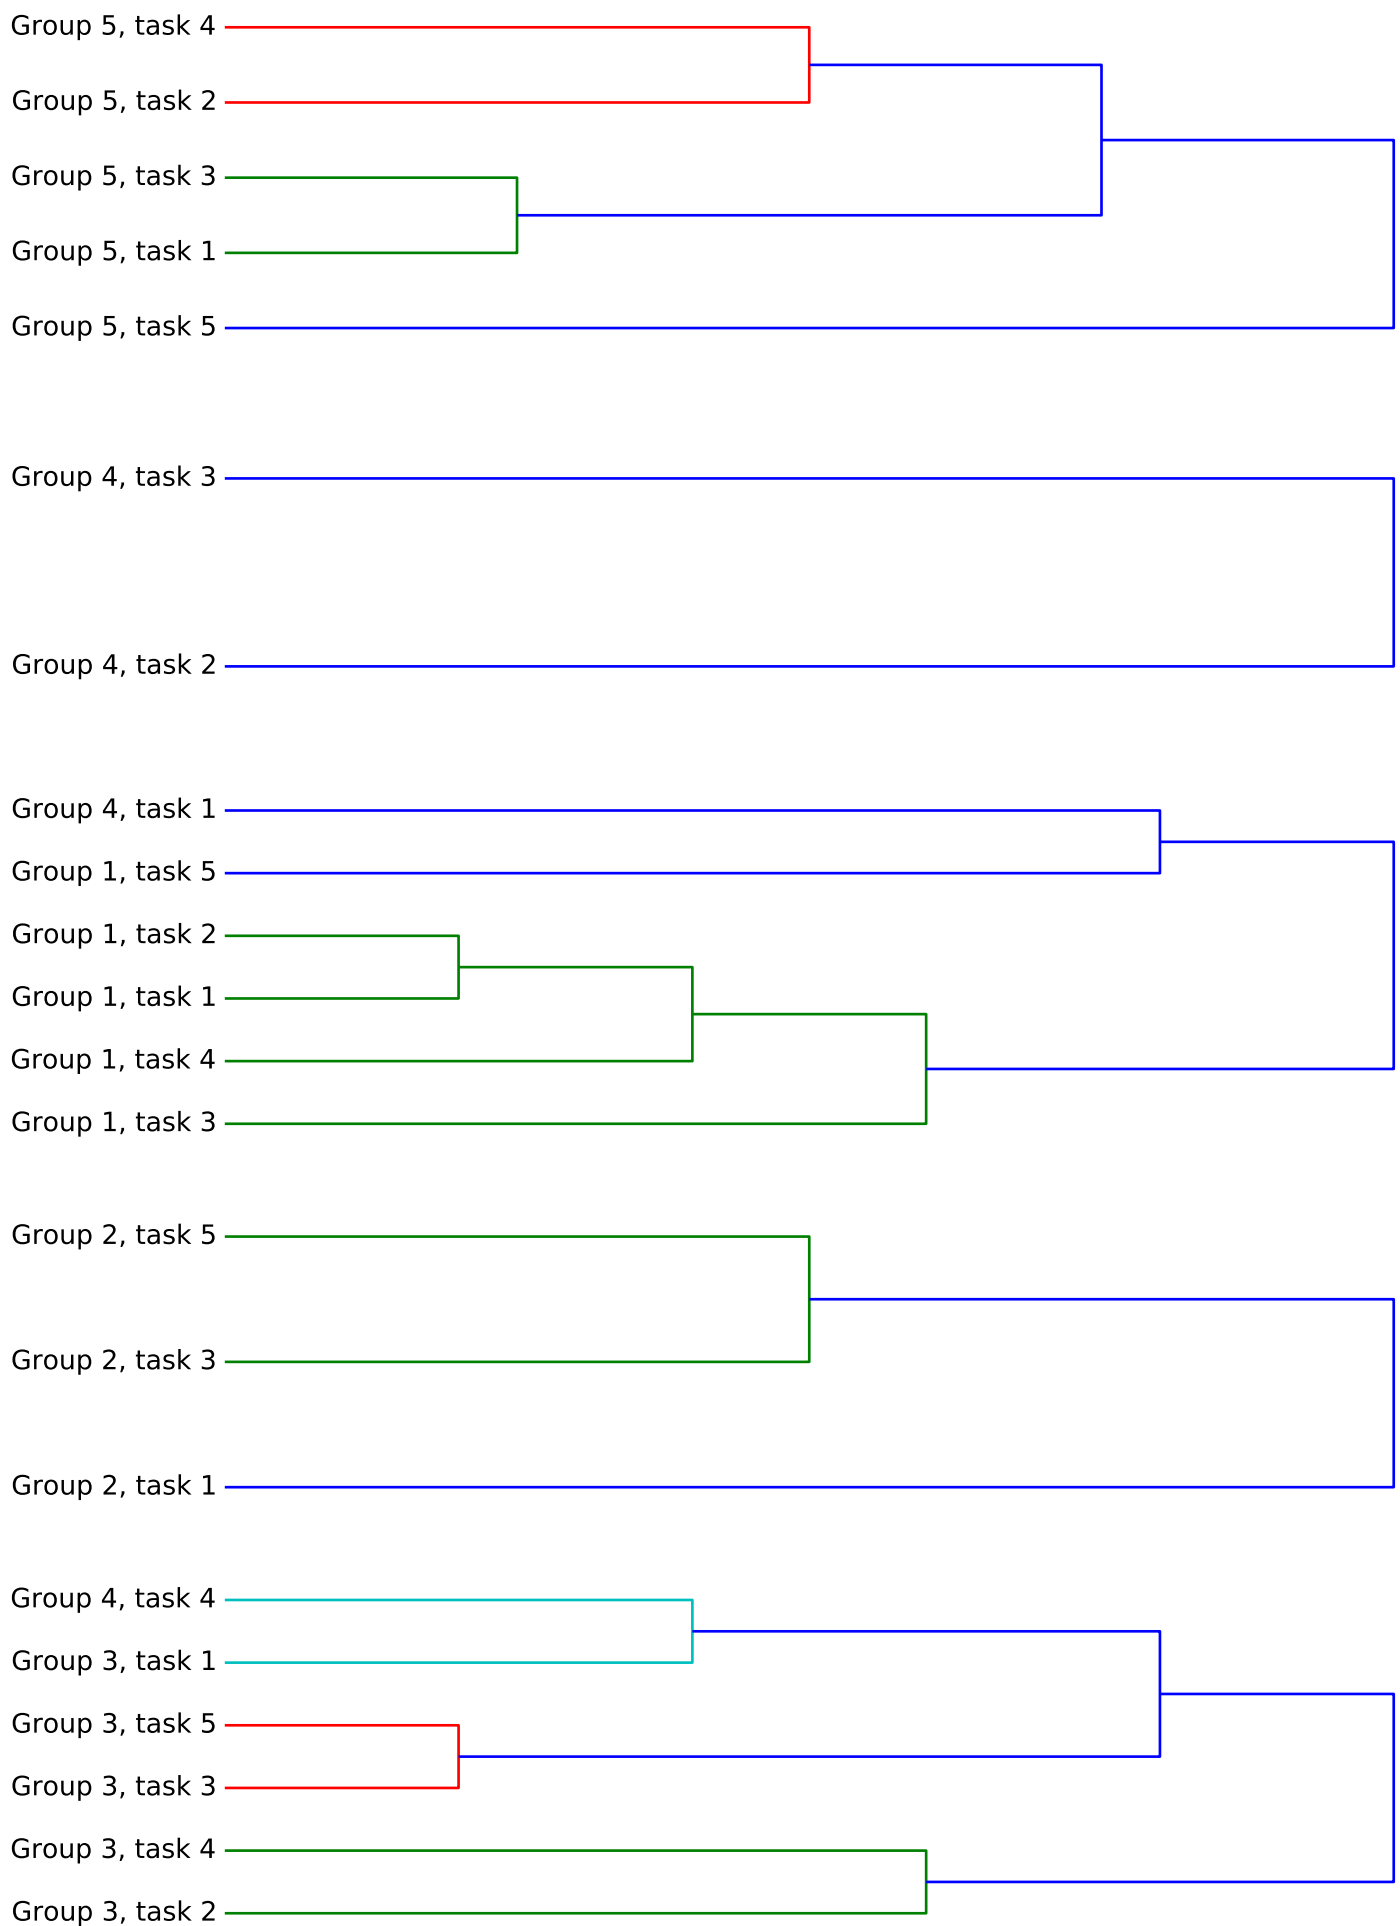 Group 5, task 4
Group 5, task 2
Group 5, task 3
Group 5, task 1
Group 5, task 5
Group 4, task 3
Group 4, task 2
Group 4, task 1
Group 1, task 5
Group 1, task 2
Group 1, task 1
Group 1, task 4
Group 1, task 3
Group 2, task 5
Group 2, task 3
Group 2, task 1
Group 4, task 4
Group 3, task 1
Group 3, task 5
Group 3, task 3
Group 3, task 4
Group 3, task 2